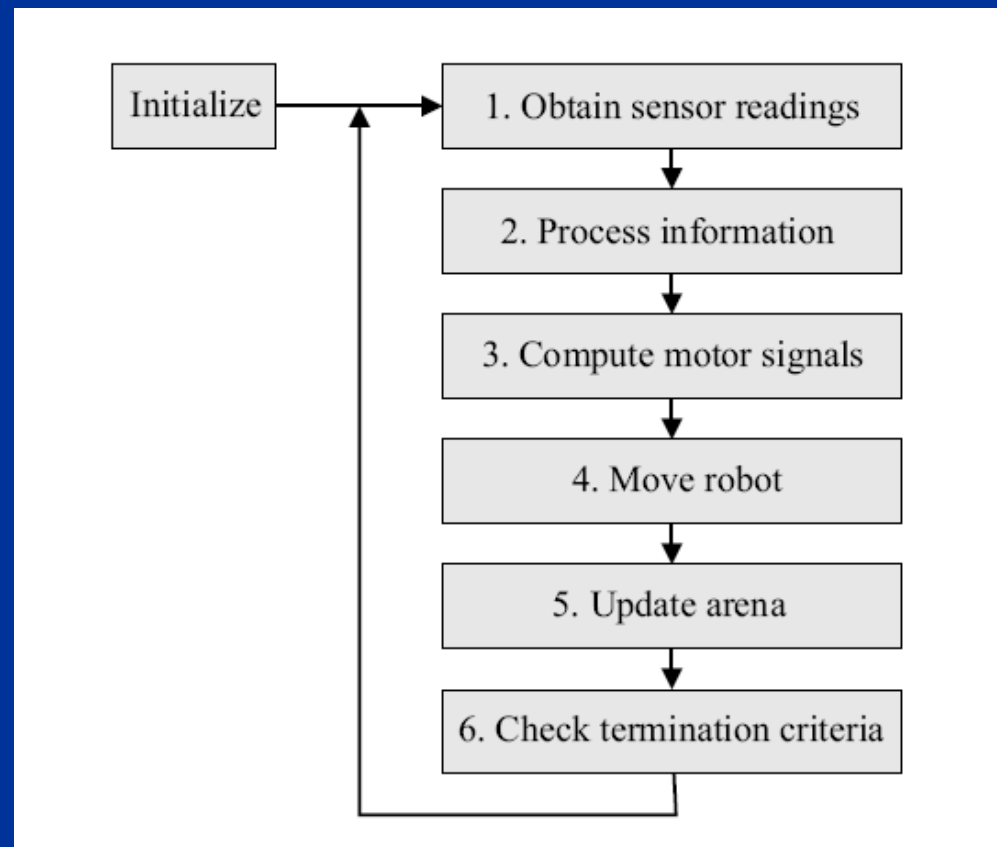 Initialize
1. Obtain sensor readings
2. Process information
3. Compute motor signals
4. Move robot
5. Update arena
6. Check termination criteria